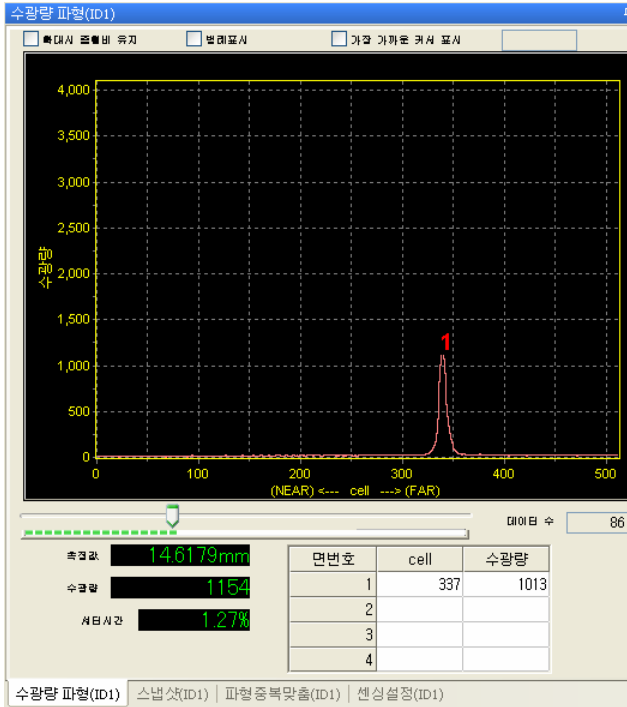 수광량 파형(ID1)
확대시 종횡비 유지 범례표시 가장 가까운 커서 표시
4,000
3,500
3,000
2,500
2,000
1,500
1,000
500
0
수광량
1
0 100 200 300 400 500
(NEAR) <--- cell ---> (FAR)
데이터 수 86
측정값 14.6179mm
수광량 1154
셔터시간 1.27%
면번호 cell 수광량
1 337 1013
2
3
4
수광량 파형(ID1) 스냅샷(ID1) 파형중복맞춤(ID1) 센싱설정(ID1)